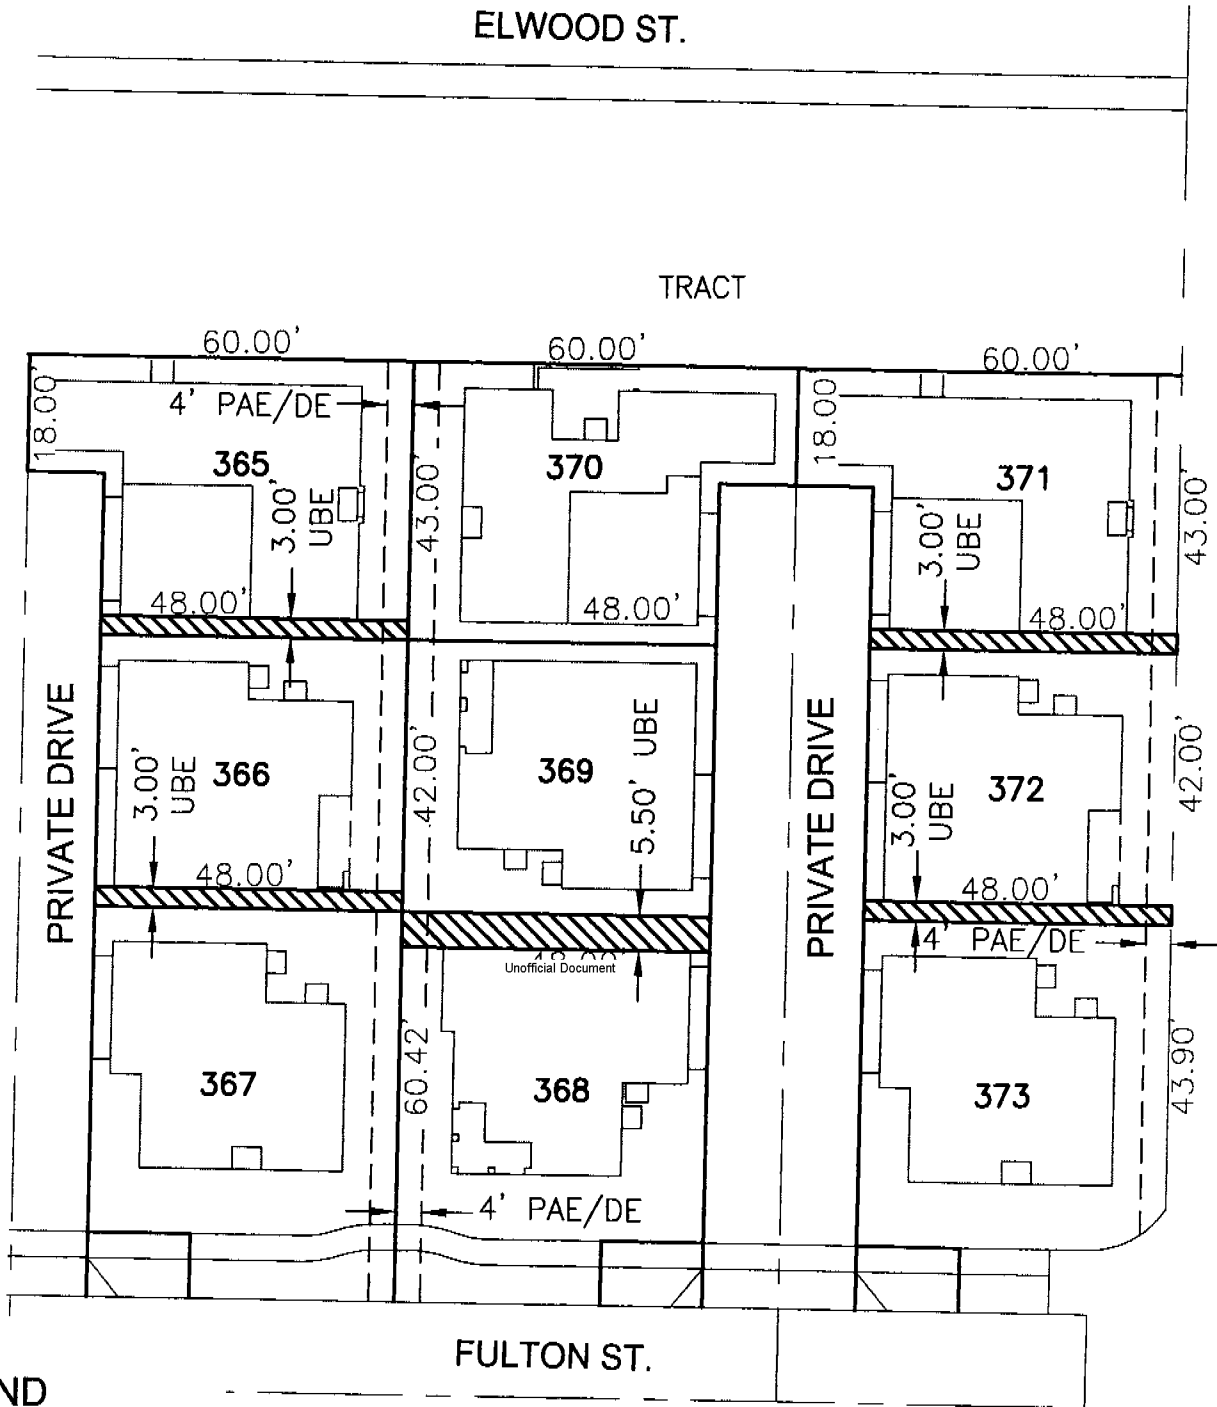 ELWOOD ST.
TRACT
60.00'
60.00'
60.00'
18.00'
4' PAE/DE
18.00
365
370
371
3.00'
UBE
43.00'
3.00'
UBE
43.00'
48.00'
48.00'
48.00'
PRIVATE DRIVE
366
3.00'
UBE
42.00'
369
5.50' UBE
PRIVATE DRIVE
372
3.00'
UBE
42.00'
48.00'
48.00'
4' PAE/DE
Unofficial Document
367
60.42'
368
373
43.90'
4' PAE/DE
FULTON ST.
ND